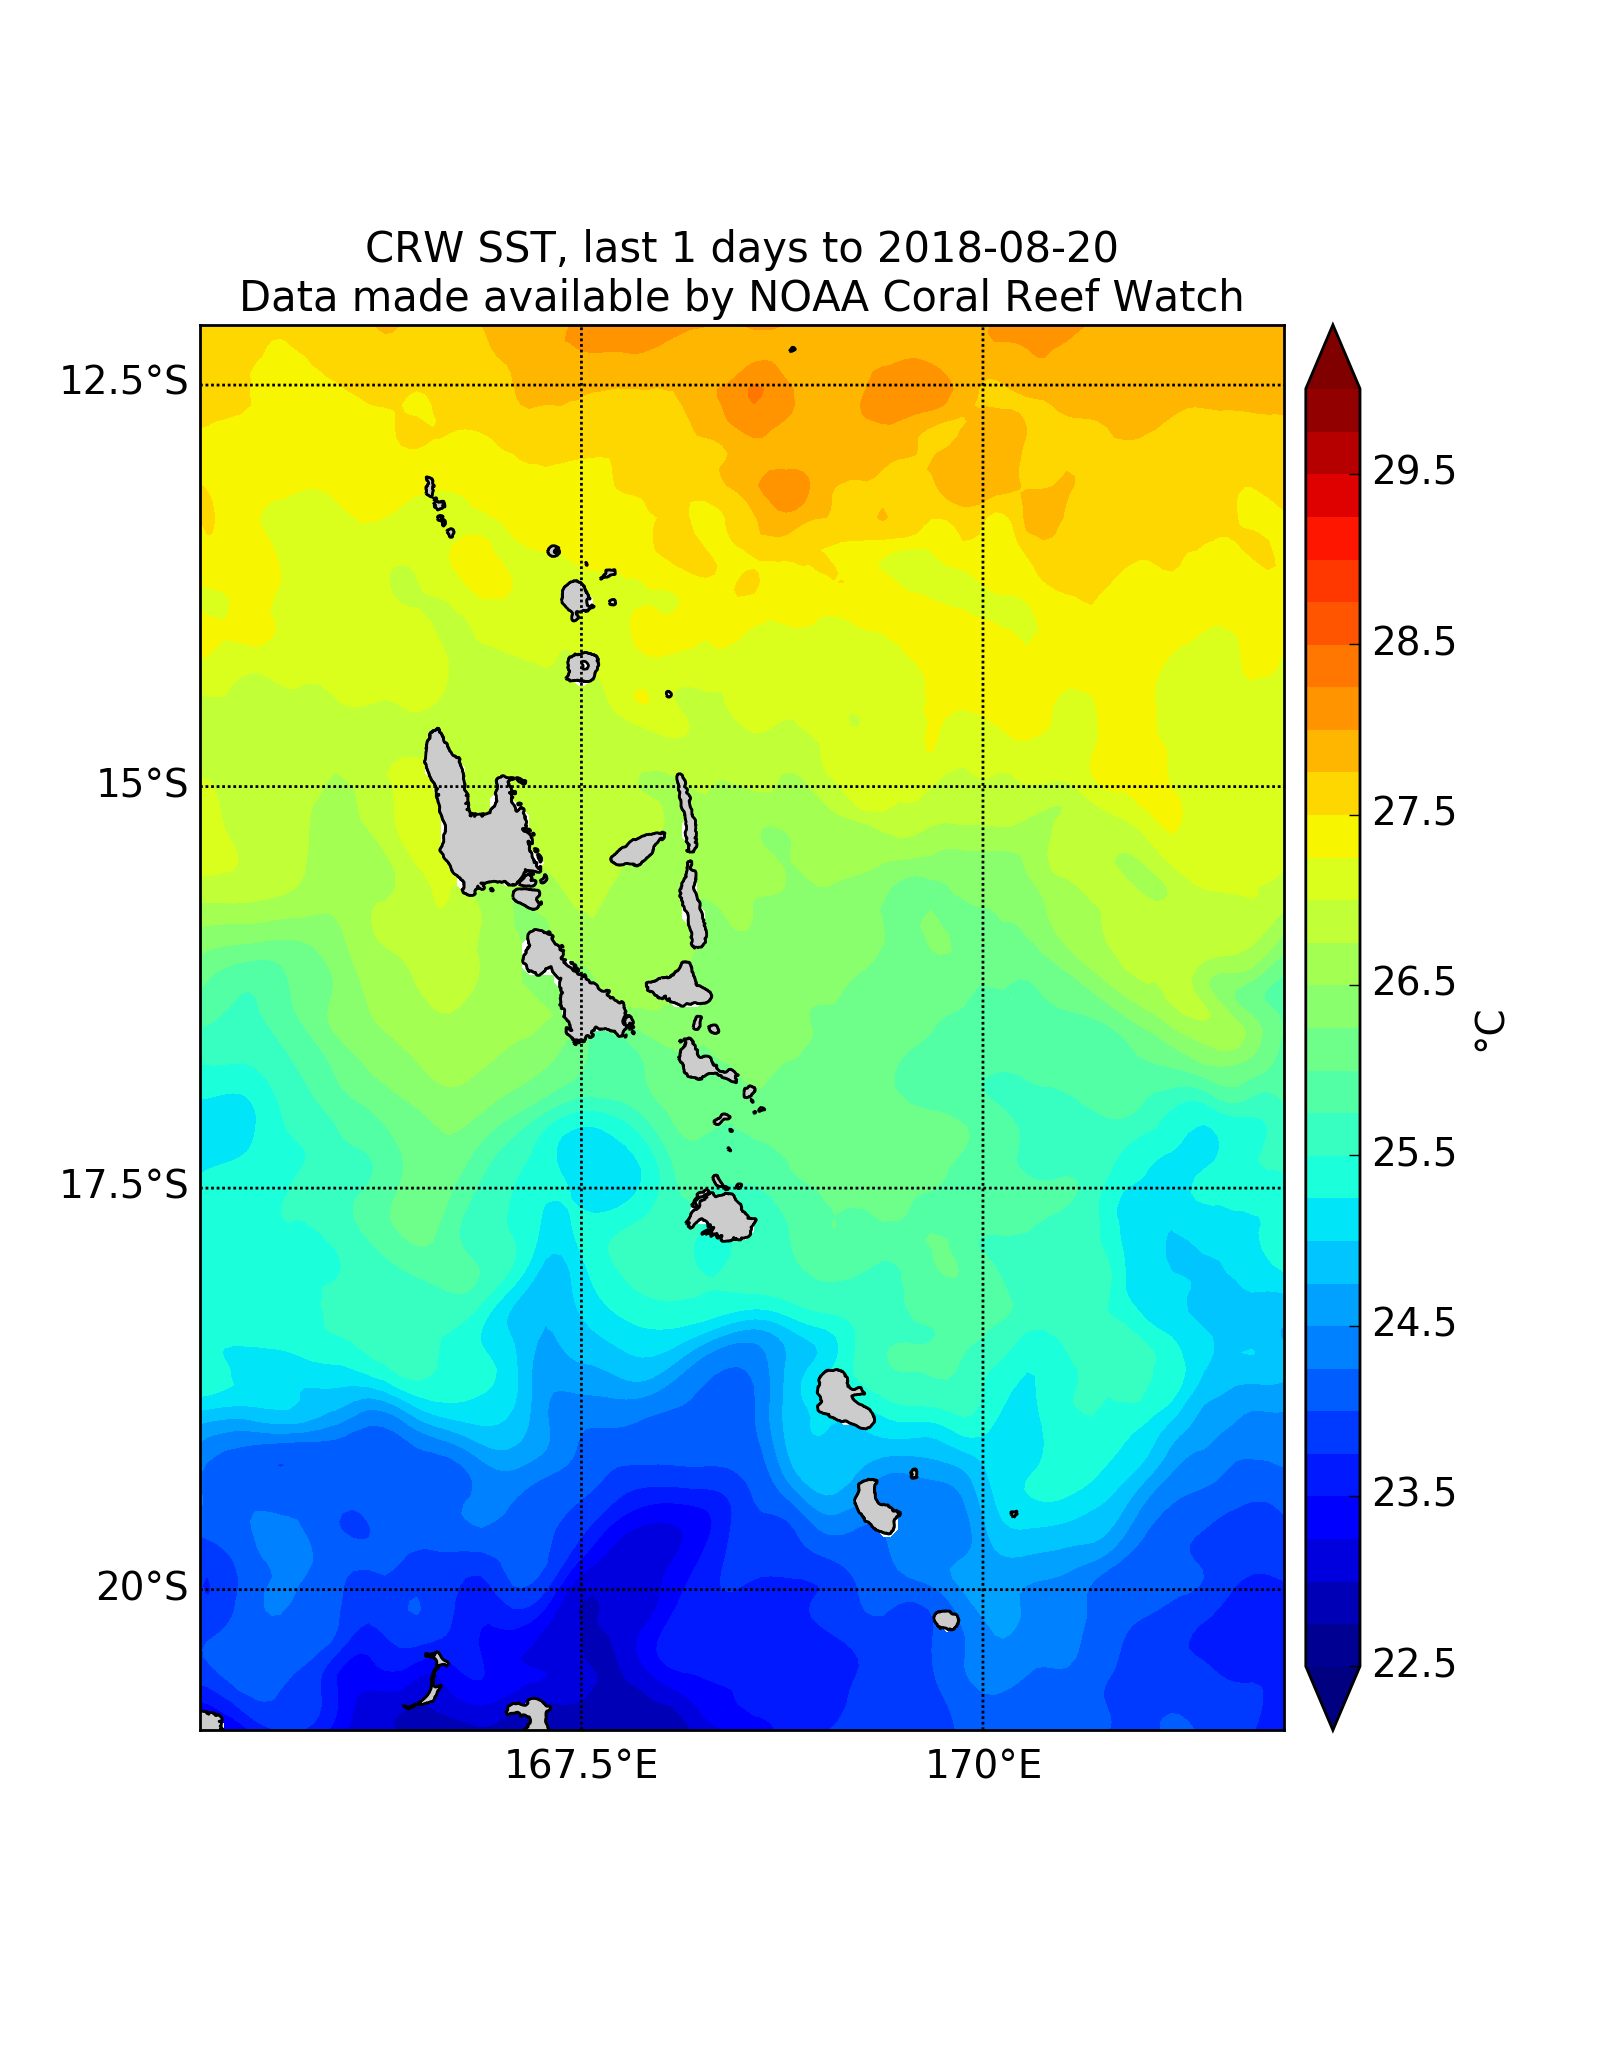 CRW SST, last 1 days to 2018-08-20
Data made available by NOAA Coral Reef Watch
12.5°S
15°S
17.5°S
20°S
167.5°E
170°E
29.5
28.5
27.5
26.5
25.5
24.5
23.5
22.5
°C